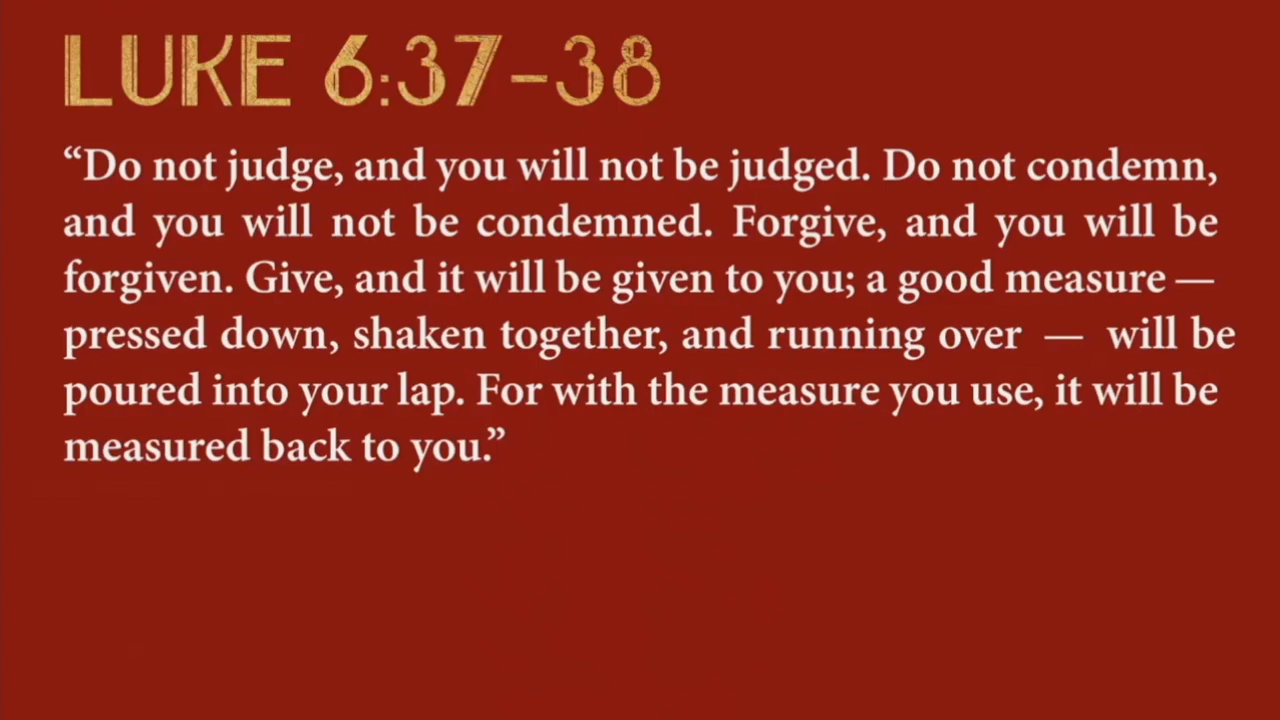 LUKE 6:37–38
“Do not judge, and you will not be judged. Do not condemn,
and you will not be condemned. Forgive, and you will be
forgiven. Give, and it will be given to you; a good measure —
pressed down, shaken together, and running over — will be
poured into your lap. For with the measure you use, it will be
measured back to you.”